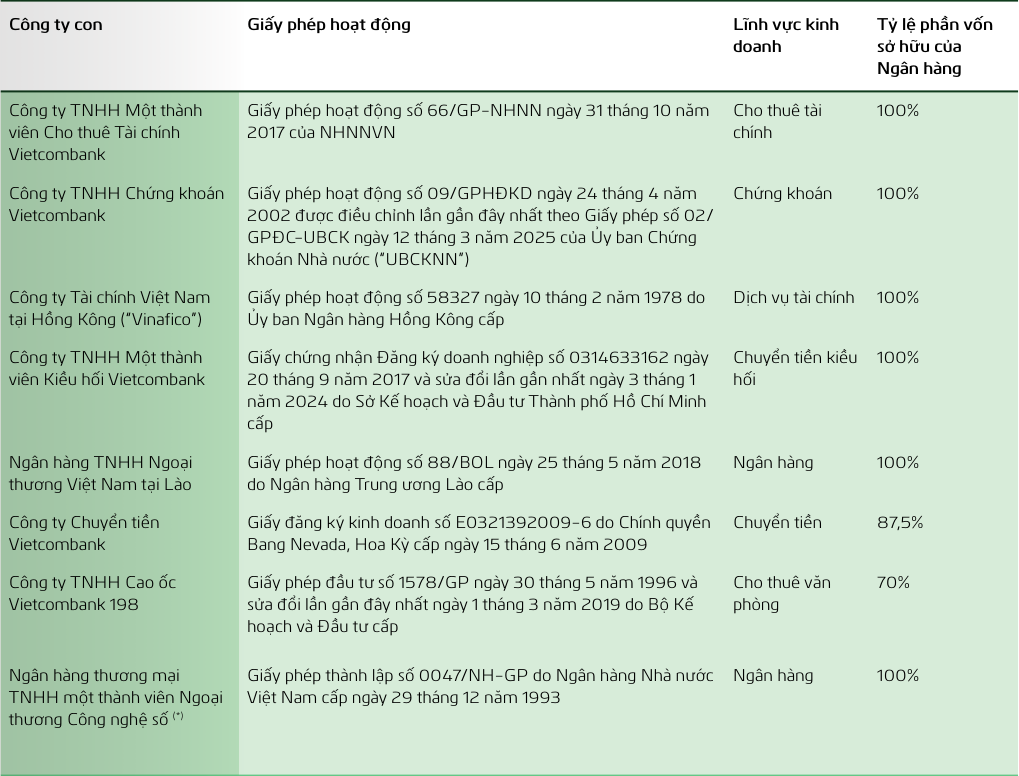 Công ty con
Giấy phép hoạt động
Lĩnh vực kinh
doanh
Tỷ lệ phần vốn
sở hữu của
Ngân hàng
Công ty TNHH Một thành
viên Cho thuê Tài chính
Vietcombank
Giấy phép hoạt động số 66/GP-NHNN ngày 31 tháng 10 năm
2017 của NHNNVN
Cho thuê tài
chính
100%
Công ty TNHH Chứng khoán
Vietcombank
Giấy phép hoạt động số 09/GPHĐKD ngày 24 tháng 4 năm
2002 được điều chỉnh lần gần đây nhất theo Giấy phép số 02/
GPĐC-UBCK ngày 12 tháng 3 năm 2025 của Ủy ban Chứng
khoán Nhà nước ("UBCKNN")
Chứng khoán
100%
Công ty Tài chính Việt Nam
tại Hồng Kông ("Vinafico")
Giấy phép hoạt động số 58327 ngày 10 tháng 2 năm 1978 do
Ủy ban Ngân hàng Hồng Kông cấp
Dịch vụ tài chính
100%
Công ty TNHH Một thành
viên Kiều hối Vietcombank
Giấy chứng nhận Đăng ký doanh nghiệp số 0314633162 ngày
20 tháng 9 năm 2017 và sửa đổi lần gần nhất ngày 3 tháng 1
năm 2024 do Sở Kế hoạch và Đầu tư Thành phố Hồ Chí Minh
cấp
Chuyển tiền kiều
hối
100%
Ngân hàng TNHH Ngoại
thương Việt Nam tại Lào
Giấy phép hoạt động số 88/BOL ngày 25 tháng 5 năm 2018
do Ngân hàng Trung ương Lào cấp
Ngân hàng
100%
Công ty Chuyển tiền
Vietcombank
Giấy đăng ký kinh doanh số E0321392009-6 do Chính quyền
Bang Nevada, Hoa Kỳ cấp ngày 15 tháng 6 năm 2009
Chuyển tiền
87,5%
Công ty TNHH Cao ốc
Vietcombank 198
Giấy phép đầu tư số 1578/GP ngày 30 tháng 5 năm 1996 và
sửa đổi lần gần đây nhất ngày 1 tháng 3 năm 2019 do Bộ Kế
hoạch và Đầu tư cấp
Cho thuê văn
phòng
70%
Ngân hàng thương mại
TNHH một thành viên Ngoại
thương Công nghệ số (*)
Giấy phép thành lập số 0047/NH-GP do Ngân hàng Nhà nước
Việt Nam cấp ngày 29 tháng 12 năm 1993
Ngân hàng
100%